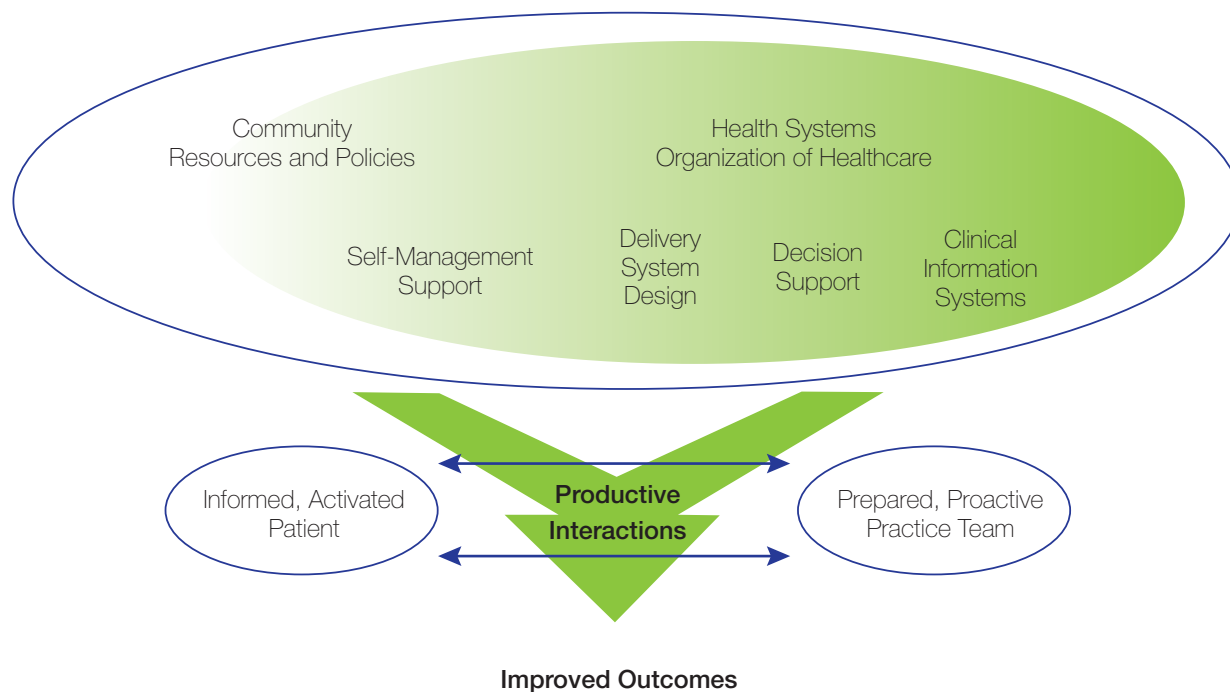 Community
Resources and Policies
Health Systems
Organization of Healthcare
Self-Management
Support
Delivery
System
Design
Decision
Support
Clinical
Information
Systems
Informed, Activated
Patient
Productive
Interactions
Prepared, Proactive
Practice Team
Improved Outcomes